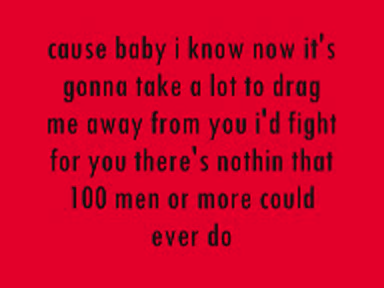 cause baby i know now it's
gonna take a lot to drag
me away from you i'd fight
for you there's nothin that
100 men or more could
ever do